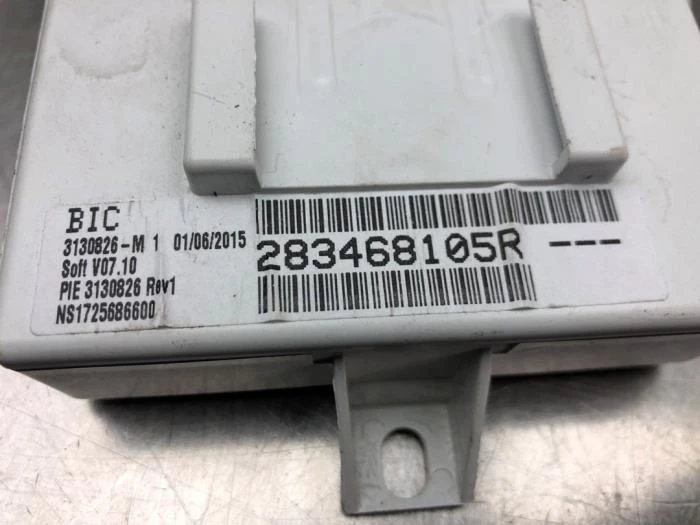 BIC
3130826-M 1 01/06/2015
Soft V07.10
PIE 3130826 Rev1
NS1725686600
283468105R ---